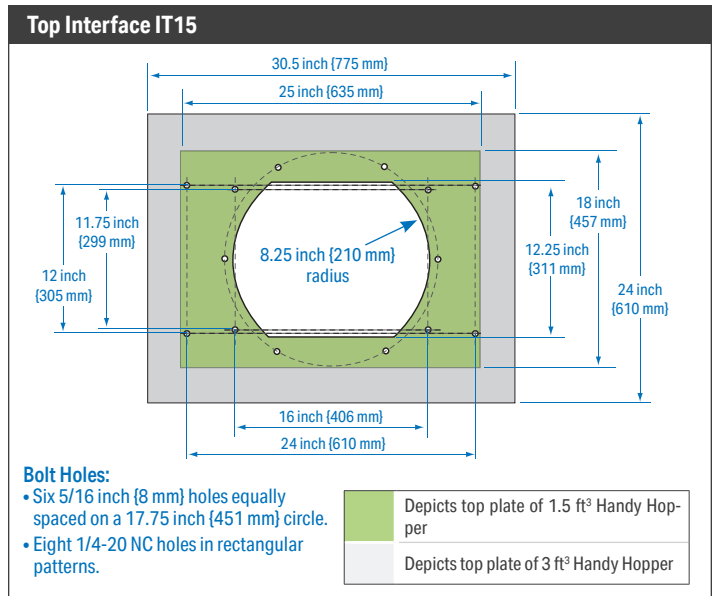 Top Interface IT15
30.5 inch {775 mm}
25 inch {635 mm}
11.75 inch
{299 mm}
12 inch
{305 mm}
8.25 inch {210 mm}
radius
18 inch
{457 mm}
12.25 inch
{311 mm}
24 inch
{610 mm}
16 inch {406 mm}
24 inch {610 mm}
Bolt Holes:
• Six 5/16 inch {8 mm} holes equally
spaced on a 17.75 inch {451 mm} circle.
• Eight 1/4-20 NC holes in rectangular
patterns.
Depicts top plate of 1.5 ft³ Handy Hop-
per
Depicts top plate of 3 ft³ Handy Hopper